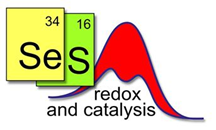 34 16
Se S
redox
and catalysis